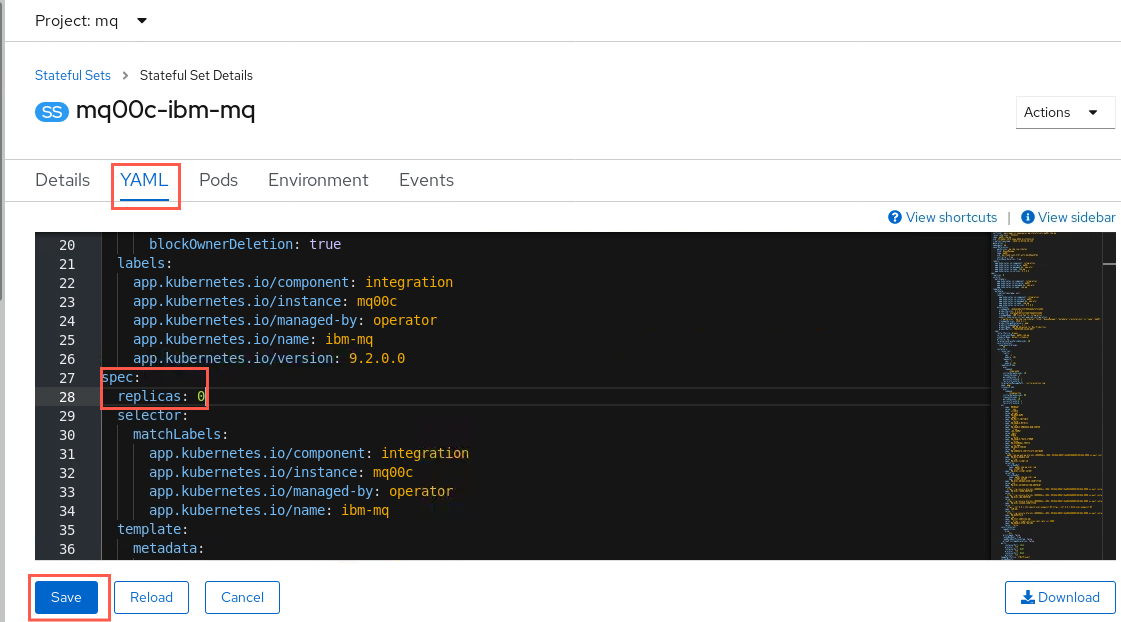 Project: mq
Stateful Sets > Stateful Set Details
SS mq00c-ibm-mq
Actions
Details YAML Pods Environment Events
View shortcuts | View sidebar
20 blockOwnerDeletion: true
21 labels:
22 app.kubernetes.io/component: integration
23 app.kubernetes.io/instance: mq00c
24 app.kubernetes.io/managed-by: operator
25 app.kubernetes.io/name: ibm-mq
26 app.kubernetes.io/version: 9.2.0.0
27 spec:
28 replicas: 0
29 selector:
30 matchLabels:
31 app.kubernetes.io/component: integration
32 app.kubernetes.io/instance: mq00c
33 app.kubernetes.io/managed-by: operator
34 app.kubernetes.io/name: ibm-mq
35 template:
36 metadata:
Save Reload Cancel Download